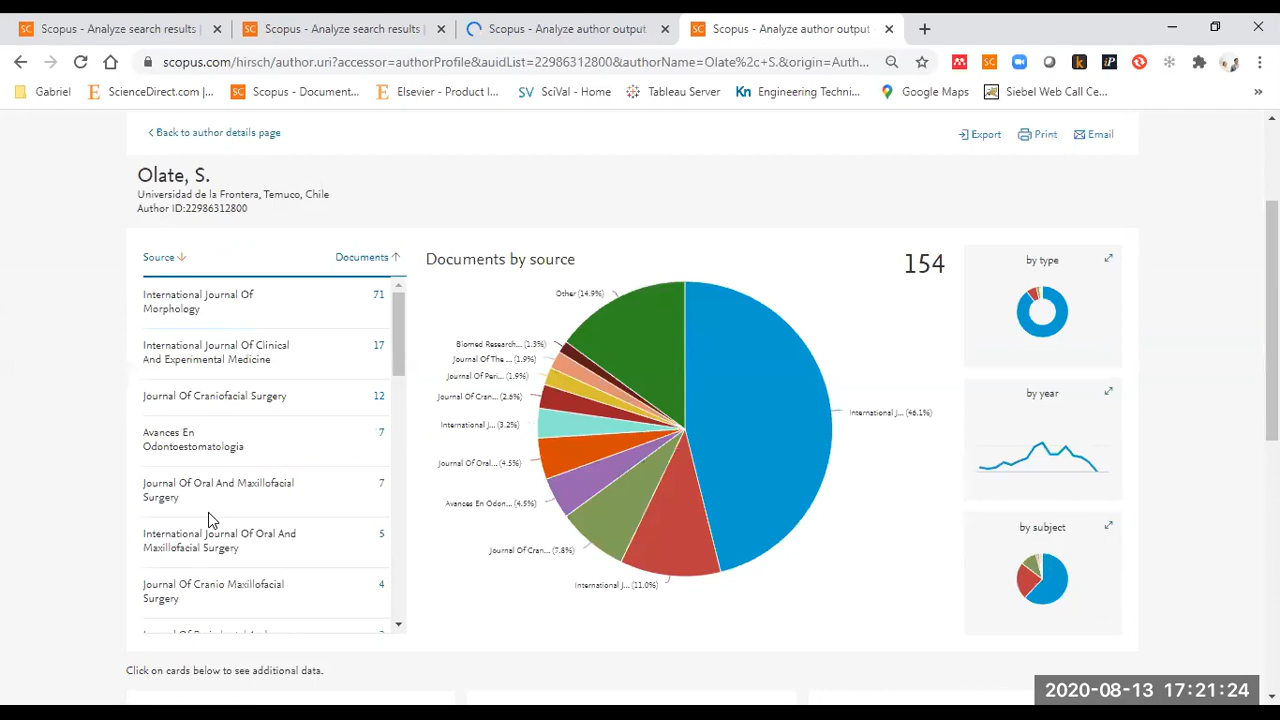 Scopus - Analyze search results
Scopus - Analyze search results
Scopus - Analyze author output
Scopus - Analyze author output
scopus.com/hirsch/author.uri?accessor=authorProfile&auidList=22986312800&authorName=Olate%2c+S.&origin=Auth...
Gabriel
ScienceDirect.com |...
Scopus - Documen...
Elsevier - Product I...
SciVal - Home
Tableau Server
Engineering Techni...
Google Maps
Siebel Web Call Ce...
»
Back to author details page
Export
Print
Email
Olate, S.
Universidad de la Frontera, Temuco, Chile
Author ID:22986312800
Source
Documents
International Journal Of
Morphology
71
International Journal Of Clinical
And Experimental Medicine
17
Journal Of Craniofacial Surgery
12
Avances En
Odontoestomatologia
7
Journal Of Oral And Maxillofacial
Surgery
7
International Journal Of Oral And
Maxillofacial Surgery
5
Journal Of Cranio Maxillofacial
Surgery
4
Documents by source
154
Other (14.9%)
Biomed Research... (1.3%)
Journal Of The ... (1.9%)
Journal Of Peri... (1.9%)
Journal Of Cran... (2.6%)
International J... (3.2%)
Journal Of Oral... (4.5%)
Avances En Odon... (4.5%)
Journal Of Cran... (7.8%)
International J... (11.0%)
International J... (46.1%)
by type
by year
by subject
Click on cards below to see additional data.
2020-08-13 17:21:24